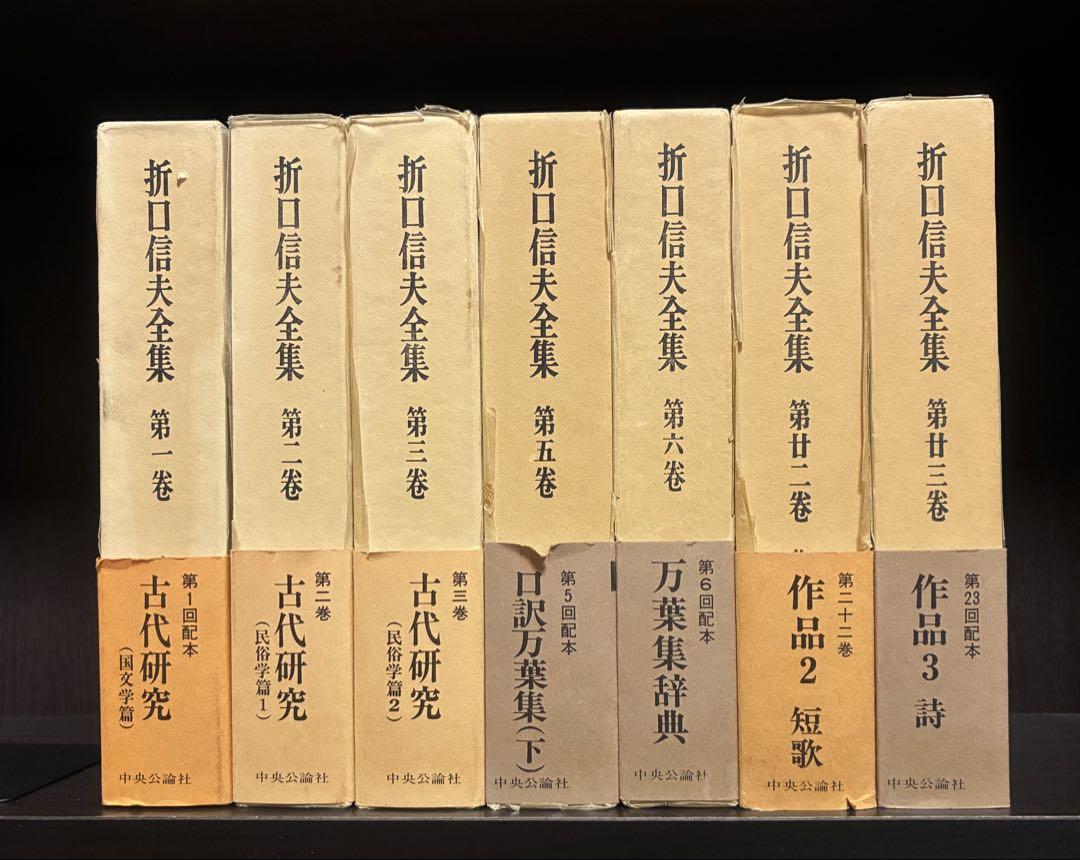 折口信夫全集 第一巻
第1回配本
古代研究
(国文学篇)
中央公論社
折口信夫全集 第二巻
第二巻
古代研究
(民俗学篇1)
中央公論社
折口信夫全集 第三巻
第三巻
古代研究
(民俗学篇2)
中央公論社
折口信夫全集 第五巻
第5回配本
口訳万葉集(下)
中央公論社
折口信夫全集 第六巻
第6回配本
万葉集辞典
中央公論社
折口信夫全集 第廿二巻
第二十二巻
作品2 短歌
中央公論社
折口信夫全集 第廿三巻
第23回配本
作品3 詩
中央公論社